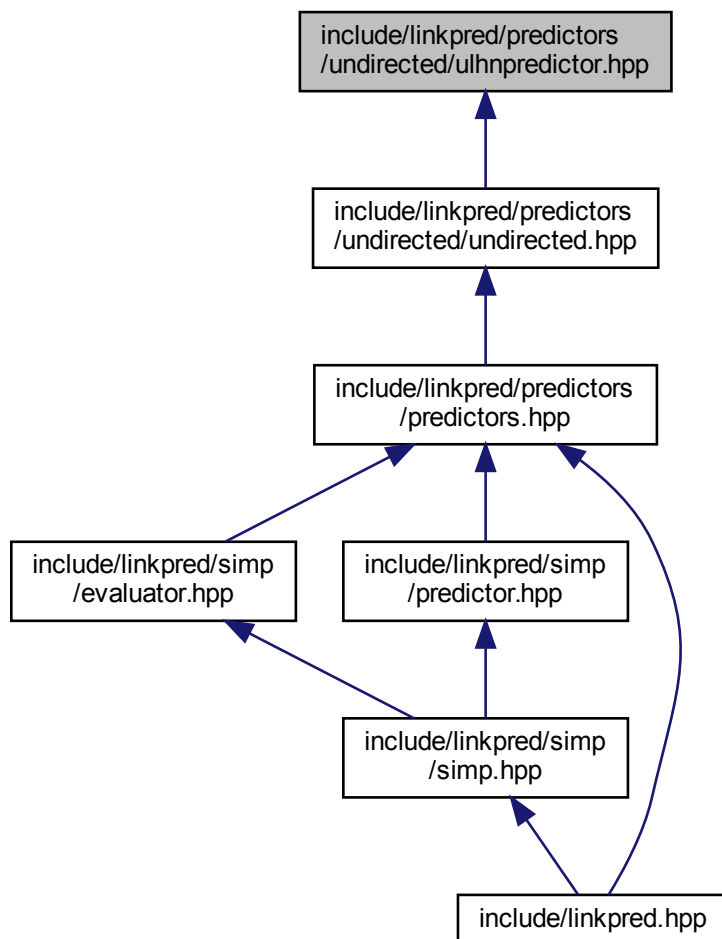 include/linkpred/predictors
/undirected/ulhnpredictor.hpp
include/linkpred/predictors
/undirected/undirected.hpp
include/linkpred/predictors
/predictors.hpp
include/linkpred/simp
/evaluator.hpp
include/linkpred/simp
/predictor.hpp
include/linkpred/simp
/simp.hpp
include/linkpred.hpp